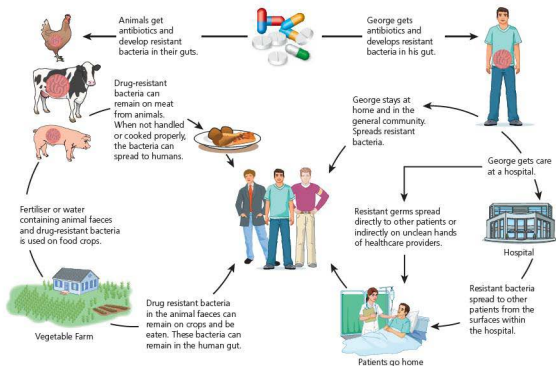 Animals get
antibiotics and
develop resistant
bacteria in their guts.
George gets
antibiotics and
develops resistant
bacteria in his gut.
Drug-resistant
bacteria can
remain on meat
from animals.
When not handled
or cooked properly,
the bacteria can
spread to humans.
George stays at
home and in the
general community.
Spreads resistant
bacteria.
George gets care
at a hospital.
Fertiliser or water
containing animal faeces
and drug-resistant bacteria
is used on food crops.
Resistant germs spread
directly to other patients or
indirectly on unclean hands
of healthcare providers.
Hospital
Resistant bacteria
spread to other
patients from the
surfaces within
the hospital.
Drug resistant bacteria
in the animal faeces can
remain on crops and be
eaten. These bacteria can
remain in the human gut.
Vegetable Farm
Patients go home